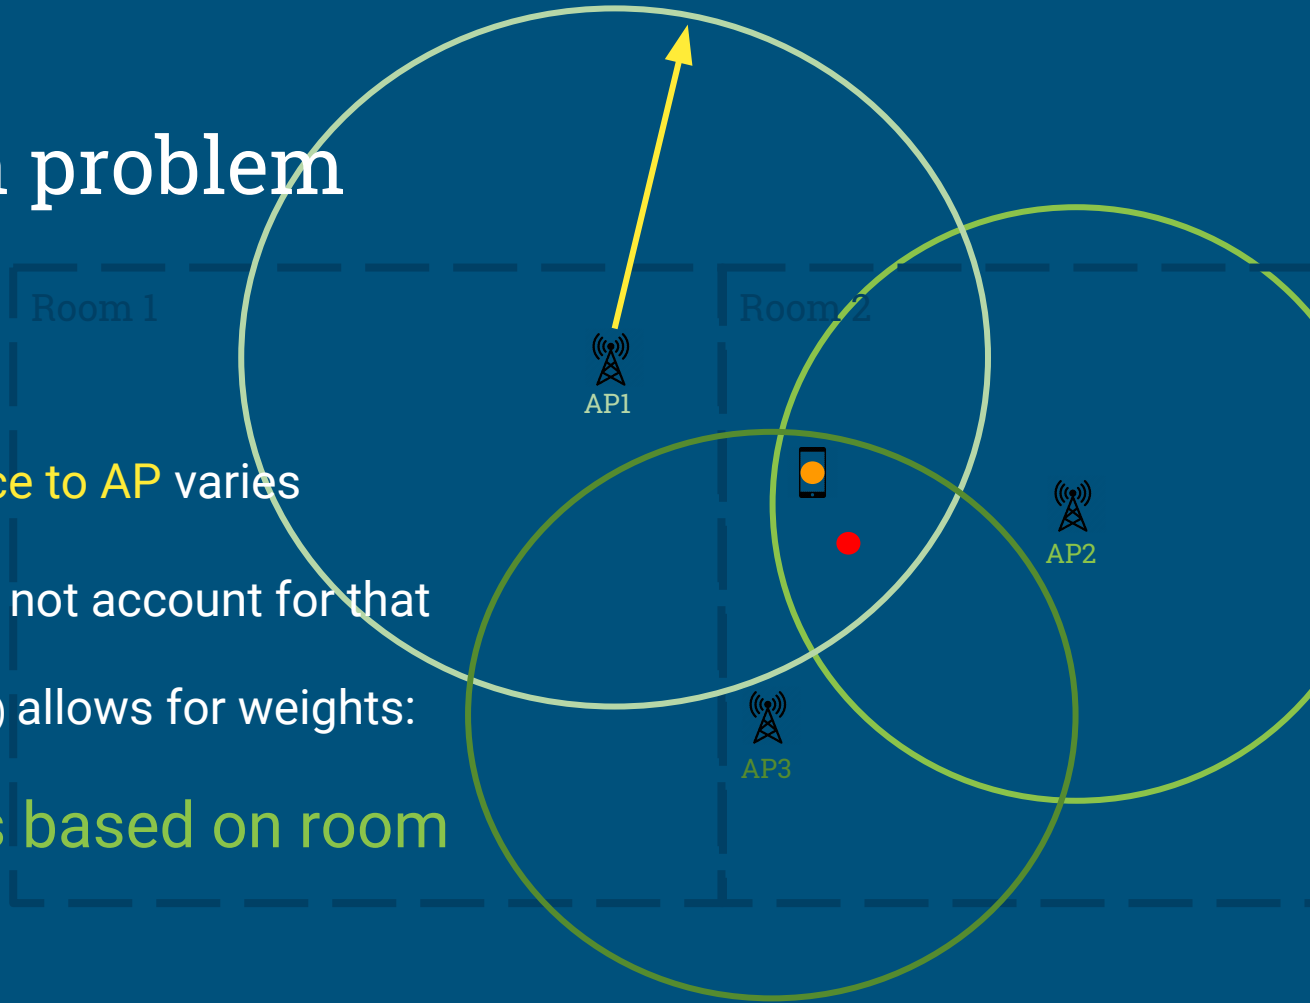 problem
Room 1
Room 2
AP1
to AP varies
AP2
not account for that
) allows for weights:
AP3
based on room